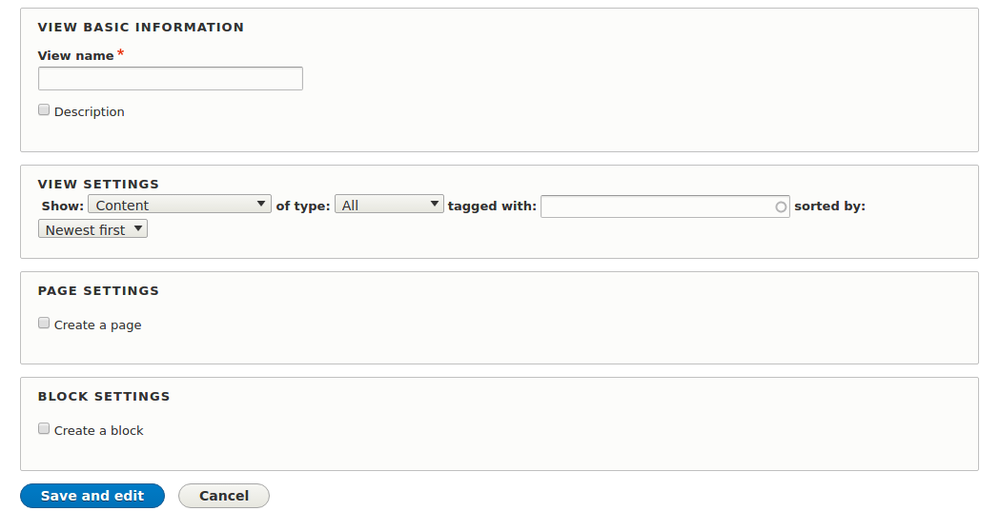 VIEW BASIC INFORMATION
View name *
Description
VIEW SETTINGS
Show: Content of type: All tagged with: sorted by:
Newest first
PAGE SETTINGS
Create a page
BLOCK SETTINGS
Create a block
Save and edit Cancel